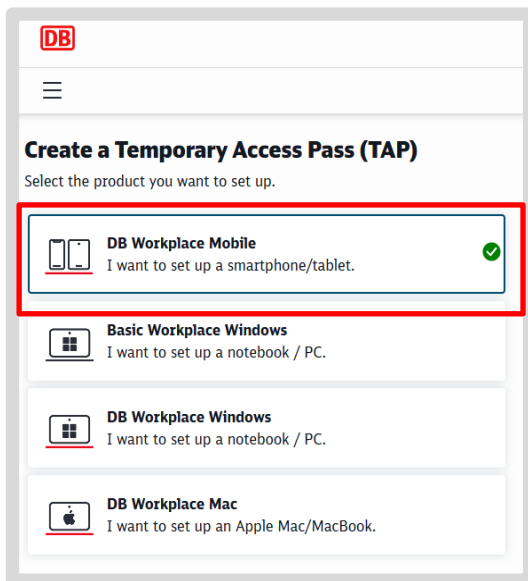 DB
Create a Temporary Access Pass (TAP)
Select the product you want to set up.
DB Workplace Mobile
I want to set up a smartphone/tablet.
Basic Workplace Windows
I want to set up a notebook / PC.
DB Workplace Windows
I want to set up a notebook / PC.
DB Workplace Mac
I want to set up an Apple Mac/MacBook.